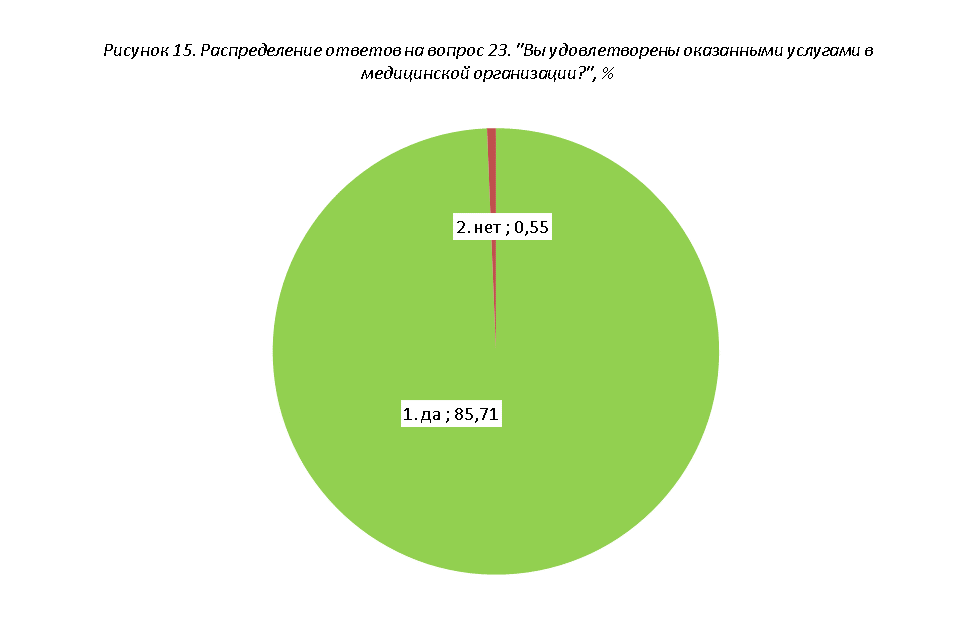 Рисунок 15. Распределение ответов на вопрос 23. "Вы удовлетворены оказанными услугами в
медицинской организации?", %
2. нет ; 0,55
1. да ; 85,71